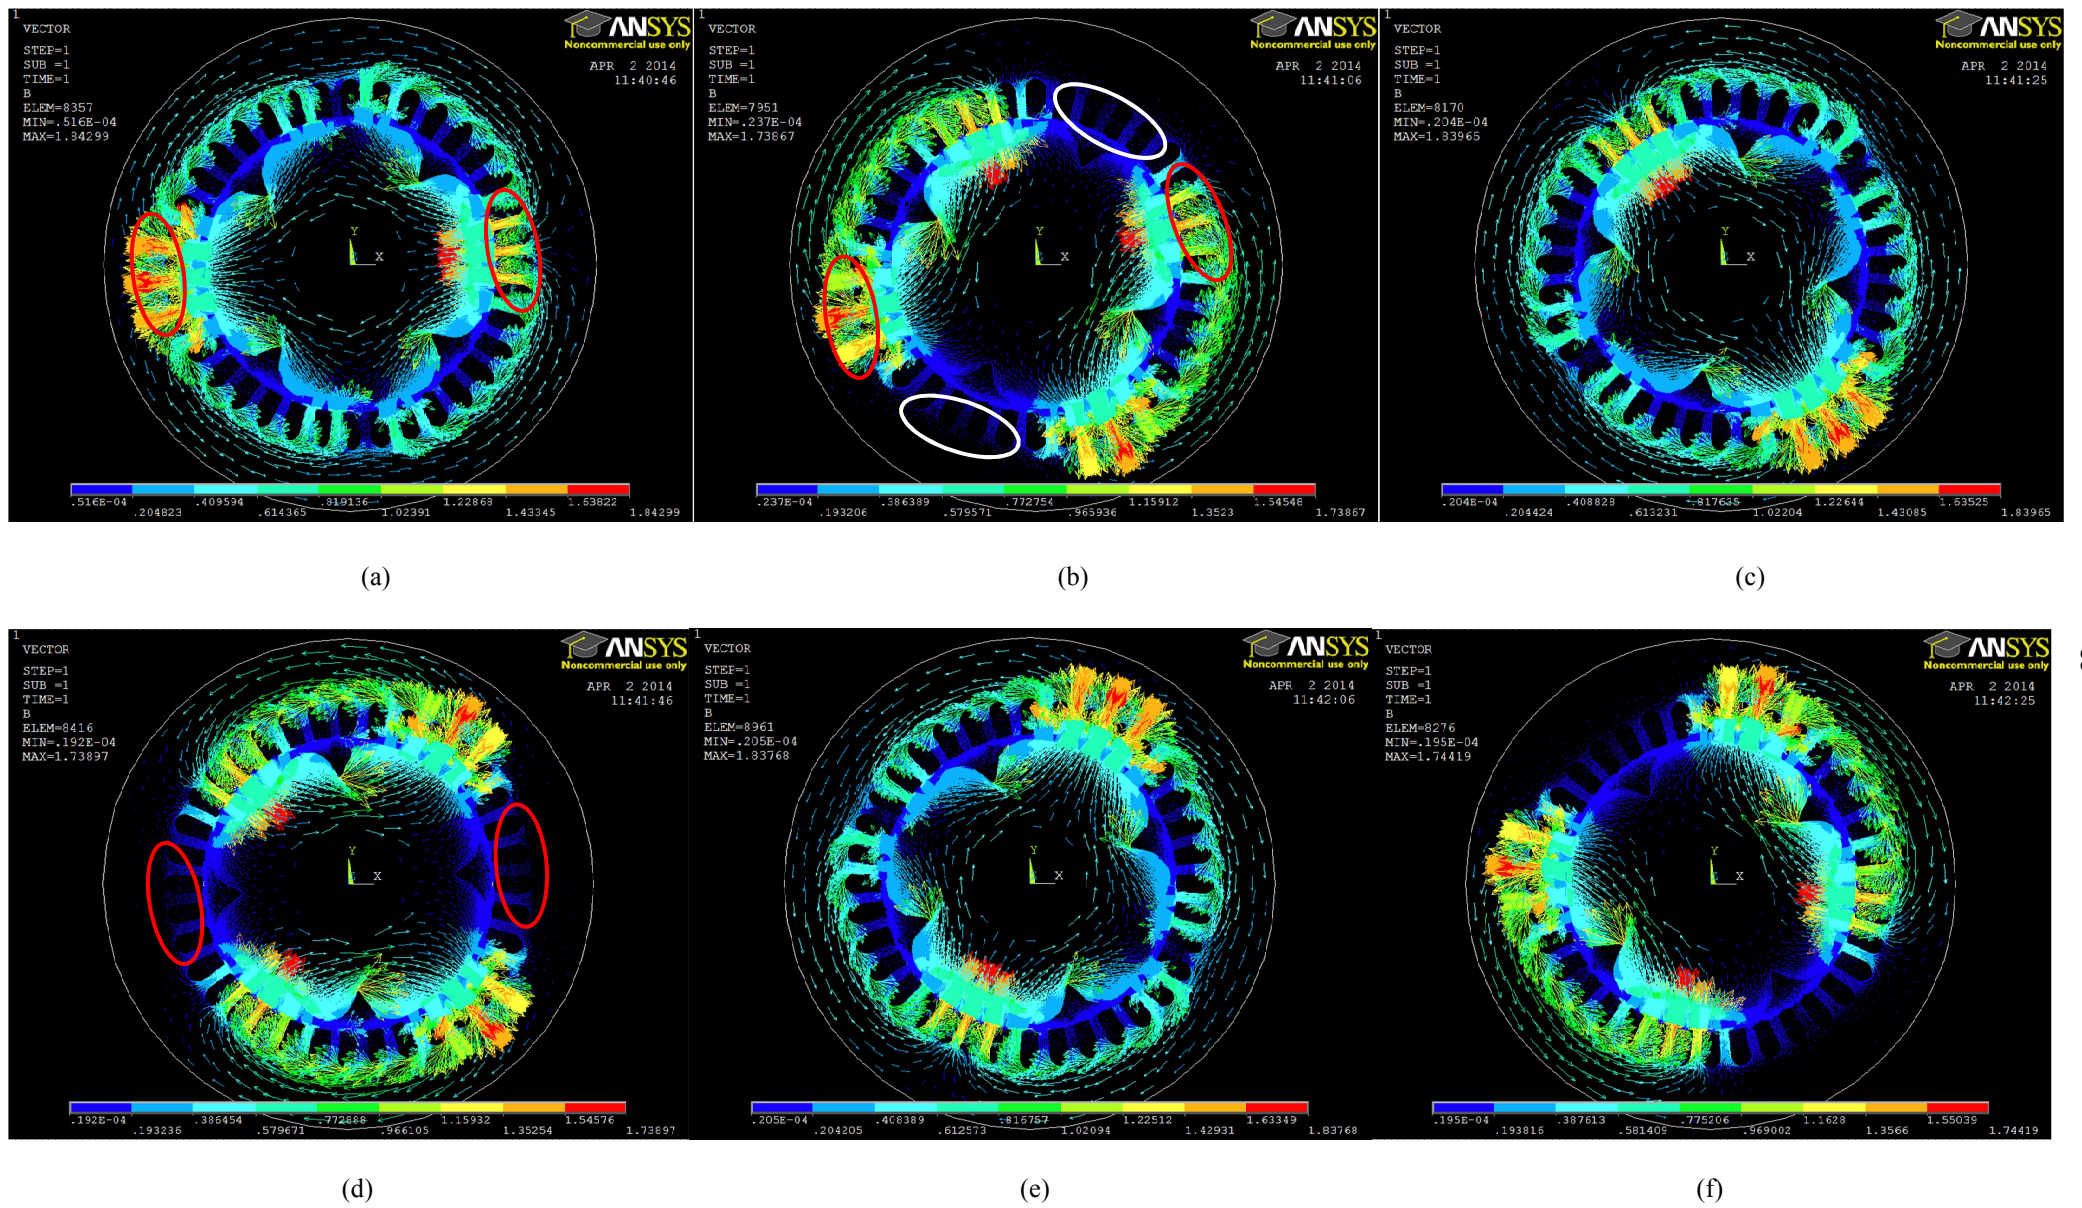 1
VECTOR
STEP=1
SUB =1
TIME=1
B
ELEM=8357
MIN=.516E-04
MAX=1.84299
ANSYS
Noncommercial use only
APR 2 2014
11:40:46
Y
X
.516E-04 .409594 .819136 1.22868 1.63822
.204823 .614365 1.02391 1.43345 1.84299
(a)
1
VECTOR
STEP=1
SUB =1
TIME=1
B
ELEM=7951
MIN=.237E-04
MAX=1.73867
ANSYS
Noncommercial use only
APR 2 2014
11:41:06
Y
X
.237E-04 .386389 .772754 1.15912 1.54548
.193206 .579571 .965936 1.3523 1.73867
(b)
1
VECTOR
STEP=1
SUB =1
TIME=1
B
ELEM=8170
MIN=.204E-04
MAX=1.83965
ANSYS
Noncommercial use only
APR 2 2014
11:41:25
Y
X
.204E-04 .408828 .817635 1.22644 1.63525
.204424 .613231 1.02204 1.43085 1.83965
(c)
1
VECTOR
STEP=1
SUB =1
TIME=1
B
ELEM=8416
MIN=.192E-04
MAX=1.73897
ANSYS
Noncommercial use only
APR 2 2014
11:41:46
Y
X
.192E-04 .386454 .772888 1.15932 1.54576
.193236 .579671 .966105 1.35254 1.73897
(d)
1
VECTOR
STEP=1
SUB =1
TIME=1
B
ELEM=8961
MIN=.205E-04
MAX=1.83768
ANSYS
Noncommercial use only
APR 2 2014
11:42:06
Y
X
.205E-04 .408389 .816757 1.22512 1.63349
.204205 .612573 1.02094 1.42931 1.83768
(e)
1
VECTOR
STEP=1
SUB =1
TIME=1
B
ELEM=8276
MIN=.195E-04
MAX=1.74419
ANSYS
Noncommercial use only
APR 2 2014
11:42:25
Y
X
.195E-04 .387613 .775206 1.1628 1.55039
.193816 .581409 .969002 1.3566 1.74419
(f)